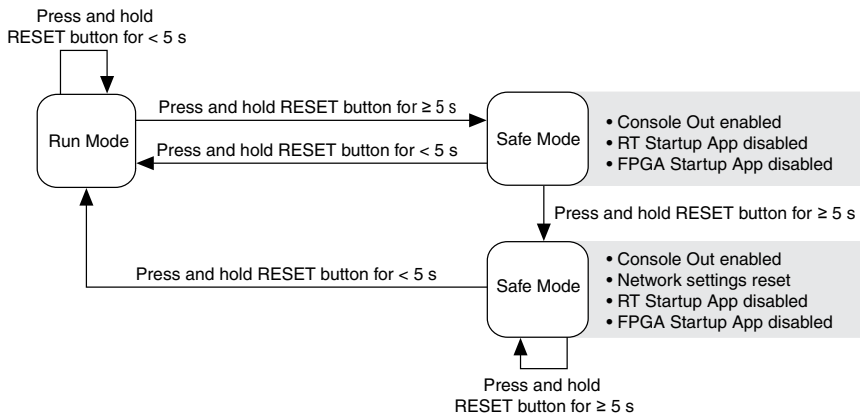 Press and hold
RESET button for < 5 s
Press and hold RESET button for ≥ 5 s
Run Mode
Safe Mode
Press and hold RESET button for < 5 s
• Console Out enabled
• RT Startup App disabled
• FPGA Startup App disabled
Press and hold RESET button for ≥ 5 s
Press and hold RESET button for < 5 s
Safe Mode
• Console Out enabled
• Network settings reset
• RT Startup App disabled
• FPGA Startup App disabled
Press and hold
RESET button for ≥ 5 s